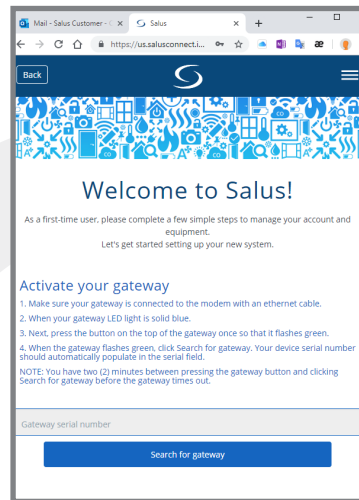 Mail - Salus Customer - 
Salus
https://us.salusconnect.i...
Back
CO
Welcome to Salus!
As a first-time user, please complete a few simple steps to manage your account and
equipment.
Let's get started setting up your new system.
Activate your gateway
1. Make sure your gateway is connected to the modem with an ethernet cable.
2. When your gateway LED light is solid blue.
3. Next, press the button on the top of the gateway once so that it flashes green.
4. When the gateway flashes green, click Search for gateway. Your device serial number
should automatically populate in the serial field.
NOTE: You have two (2) minutes between pressing the gateway button and clicking
Search for gateway before the gateway times out.
Gateway serial number
Search for gateway